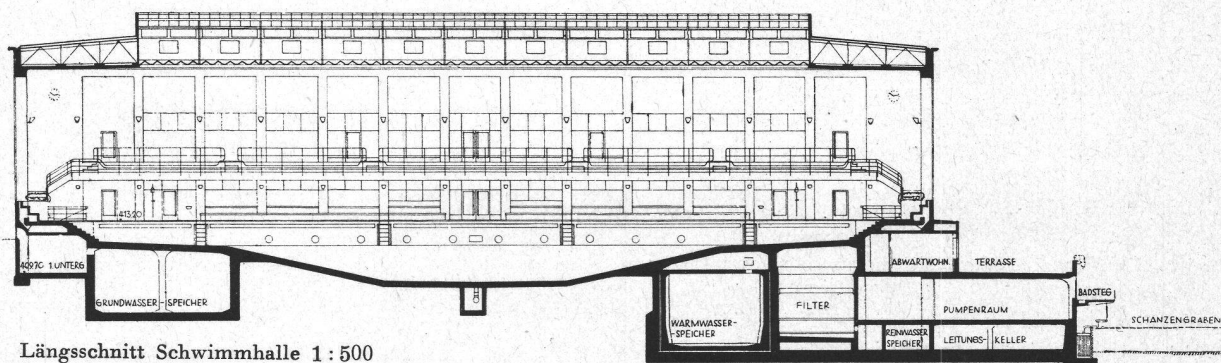 413.20
409.70 1.UNTERG
GRUNDWASSER-SPEICHER
WARMWASSER-
-SPEICHER
FILTER
ABWARTWOHN.
TERRASSE
PUMPENRAUM
BADSTEG
SCHANZENGRABEN
REINWASSER
SPEICHER
LEITUNGS-KELLER
Längsschnitt Schwimmhalle 1 : 500